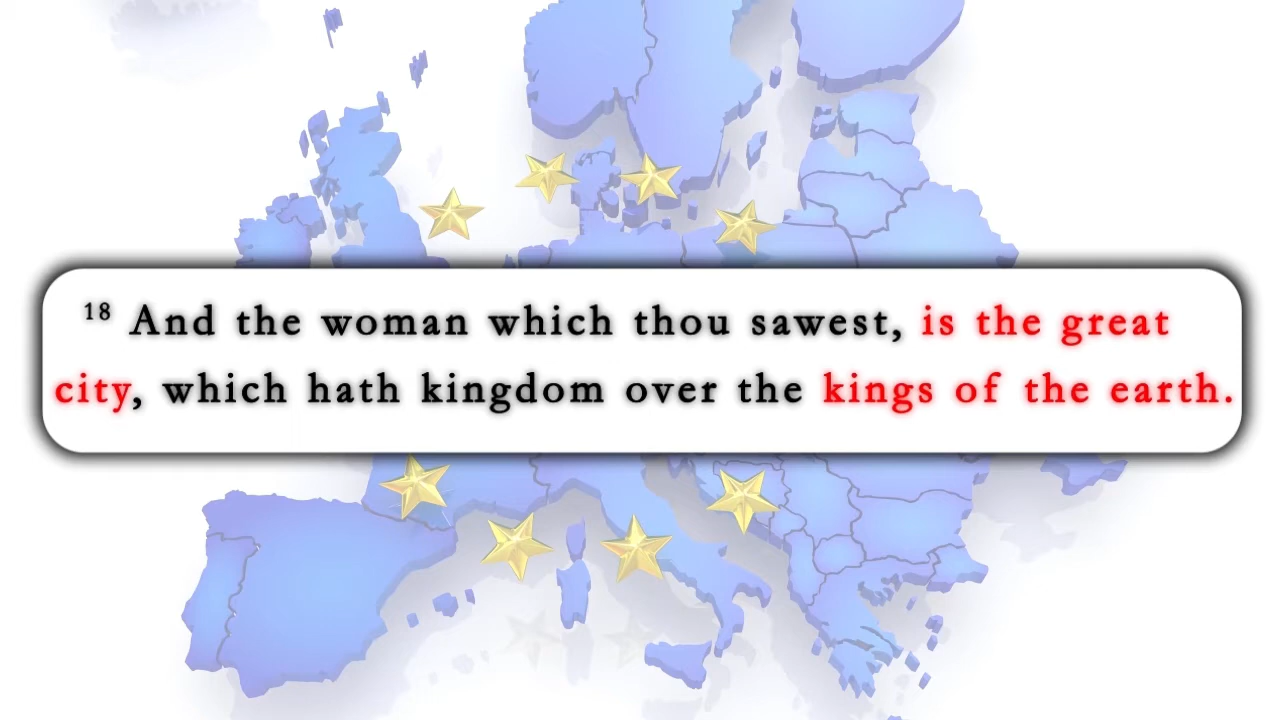 18 And the woman which thou sawest, is the great
city, which hath kingdom over the kings of the earth.